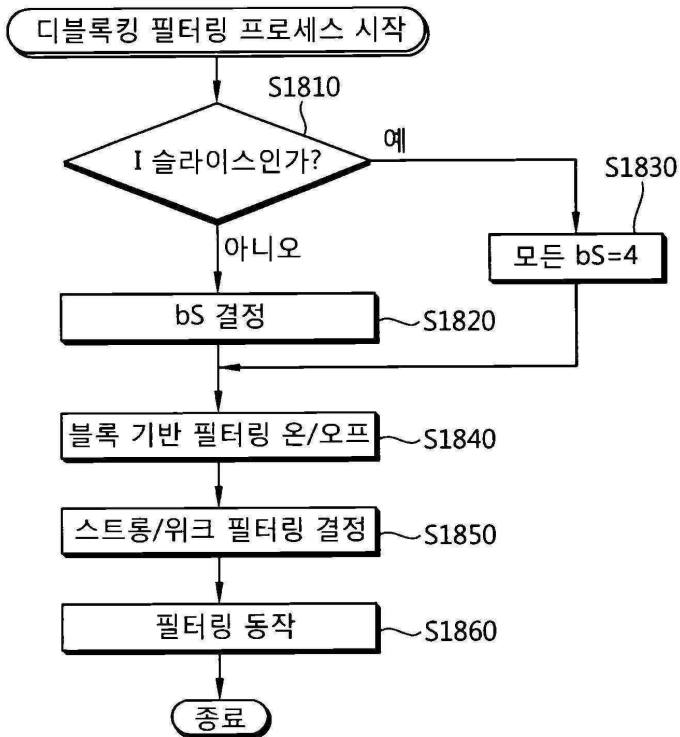 디블록킹 필터링 프로세스 시작
S1810
I 슬라이스인가?
예
S1830
모든 bS=4
아니오
bS 결정
S1820
블록 기반 필터링 온/오프
S1840
스트롱/위크 필터링 결정
S1850
필터링 동작
S1860
종료